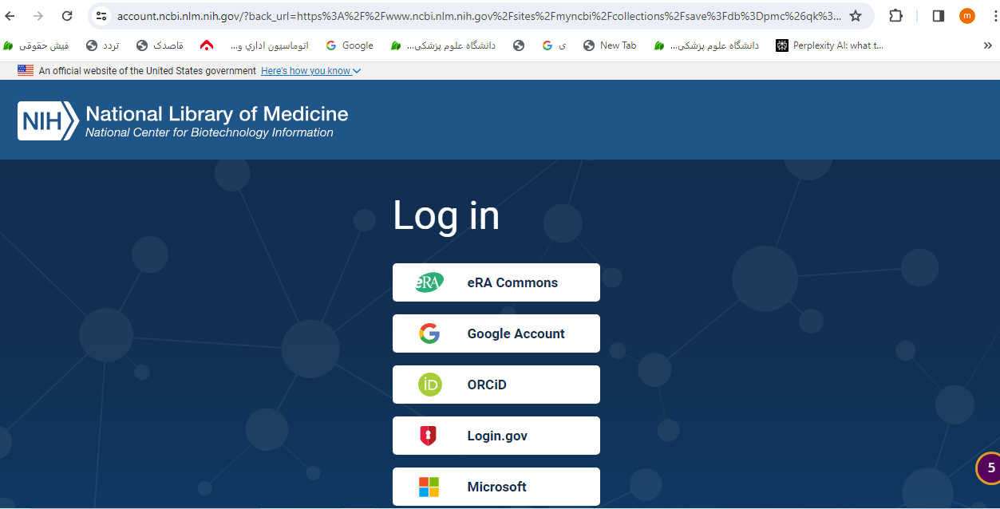 account.ncbi.nlm.nih.gov/?back_url=https%3A%2F%2Fwww.ncbi.nlm.nih.gov%2Fsites%2Fmyncbi%2Fcollections%2Fsave%3Fdb%3Dpmc%26qk%3... m
فیش حقوقی تردد قاصدک اتوماسیون اداري و... Google دانشگاه علوم پزشکی... ی New Tab دانشگاه علوم پزشکی... Perplexity AI: what t... »
An official website of the United States government Here's how you know
NIH National Library of Medicine
National Center for Biotechnology Information
Log in
eRA eRA Commons
Google Account
iD ORCiD
Login.gov
Microsoft
5